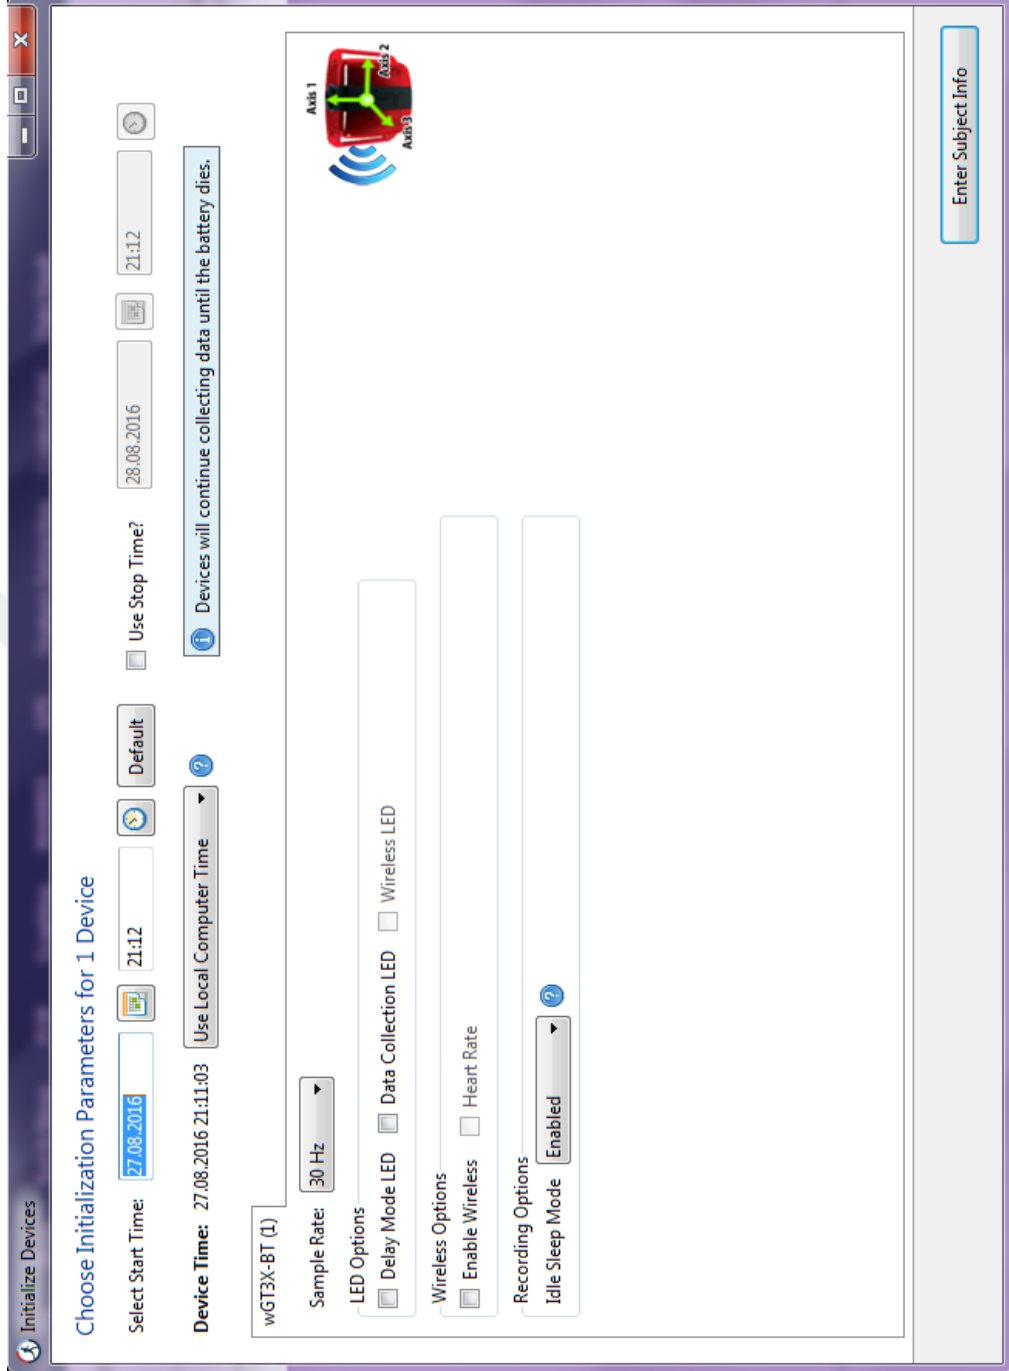 Initialize Devices
Choose Initialization Parameters for 1 Device
Select Start Time: 27.08.2016 21:12 Default Use Stop Time? 28.08.2016 21:12
Device Time: 27.08.2016 21:11:03 Use Local Computer Time ? i Devices will continue collecting data until the battery dies.
wGT3X-BT (1)
Sample Rate: 30 Hz
Axis 1
Axis 2
Axis 3
LED Options
Delay Mode LED Data Collection LED Wireless LED
Wireless Options
Enable Wireless Heart Rate
Recording Options
Idle Sleep Mode Enabled ?
Enter Subject Info